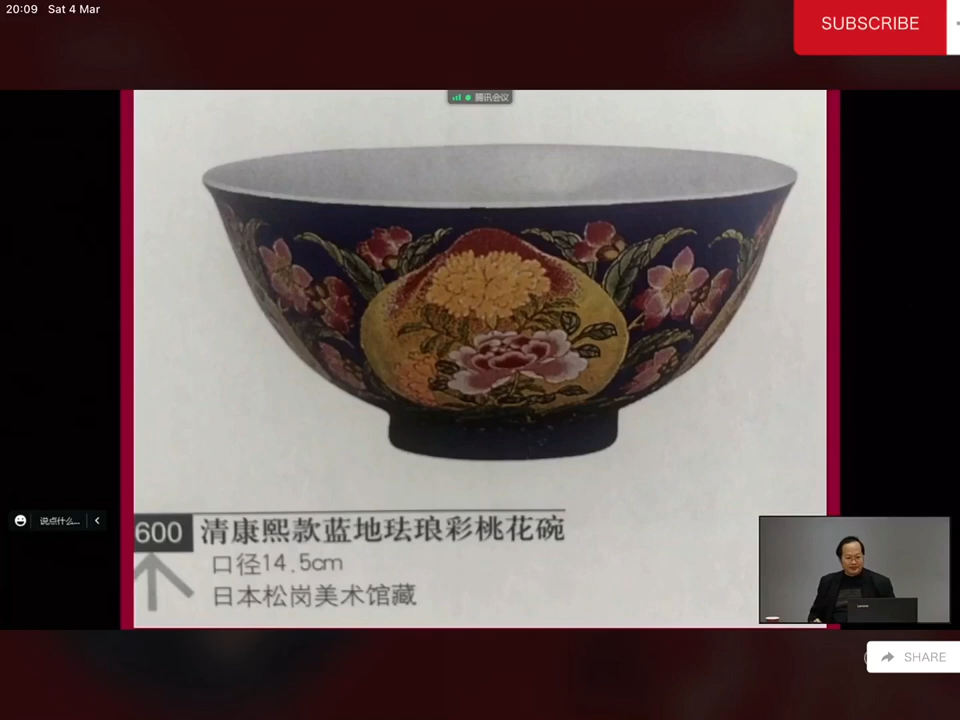 20:09 Sat 4 Mar
SUBSCRIBE
腾讯会议
说点什么...
600 清康熙款蓝地珐琅彩桃花碗
口径14.5cm
日本松岗美术馆藏
SHARE